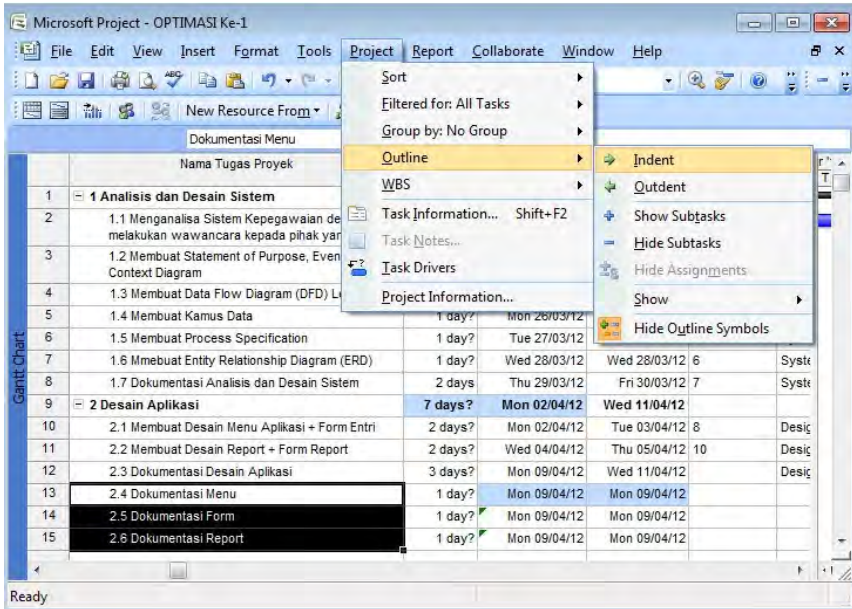 Microsoft Project - OPTIMASI Ke-1
File Edit View Insert Format Tools Project Report Collaborate Window Help
New Resource From
Dokumentasi Menu
Sort
Filtered for: All Tasks
Group by: No Group
Outline
WBS
Task Information... Shift+F2
Task Notes...
Task Drivers
Project Information...
Indent
Outdent
Show Subtasks
Hide Subtasks
Hide Assignments
Show
Hide Outline Symbols
Gantt Chart
Nama Tugas Proyek
1 1 Analisis dan Desain Sistem
2 1.1 Menganalisa Sistem Kepegawaian de
melakukan wawancara kepada pihak yar
3 1.2 Membuat Statement of Purpose, Even
Context Diagram
4 1.3 Membuat Data Flow Diagram (DFD) L
5 1.4 Membuat Kamus Data 1 day? Mon 26/03/12
6 1.5 Membuat Process Specification 1 day? Tue 27/03/12
7 1.6 Mmebuat Entity Relationship Diagram (ERD) 1 day? Wed 28/03/12 Wed 28/03/12 6 Syste
8 1.7 Dokumentasi Analisis dan Desain Sistem 2 days Thu 29/03/12 Fri 30/03/12 7 Syste
9 2 Desain Aplikasi 7 days? Mon 02/04/12 Wed 11/04/12
10 2.1 Membuat Desain Menu Aplikasi + Form Entri 2 days? Mon 02/04/12 Tue 03/04/12 8 Desig
11 2.2 Membuat Desain Report + Form Report 2 days? Wed 04/04/12 Thu 05/04/12 10 Desig
12 2.3 Dokumentasi Desain Aplikasi 3 days? Mon 09/04/12 Wed 11/04/12 Desig
13 2.4 Dokumentasi Menu 1 day? Mon 09/04/12 Mon 09/04/12
14 2.5 Dokumentasi Form 1 day? Mon 09/04/12 Mon 09/04/12
15 2.6 Dokumentasi Report 1 day? Mon 09/04/12 Mon 09/04/12
Ready